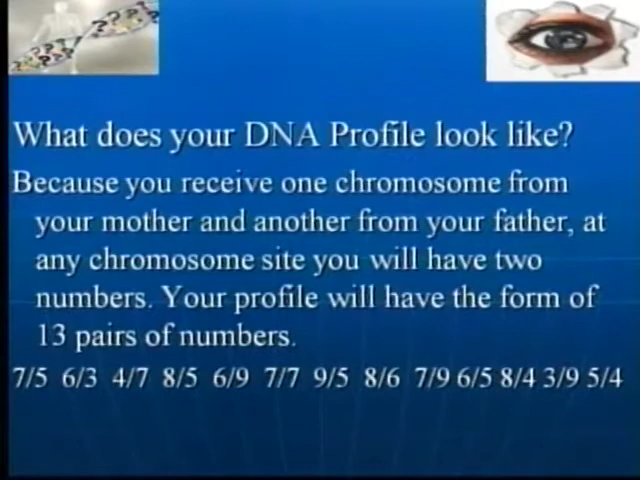 What does your DNA Profile look like?
Because you receive one chromosome from
your mother and another from your father, at
any chromosome site you will have two
numbers. Your profile will have the form of
13 pairs of numbers.
7/5 6/3 4/7 8/5 6/9 7/7 9/5 8/6 7/9 6/5 8/4 3/9 5/4